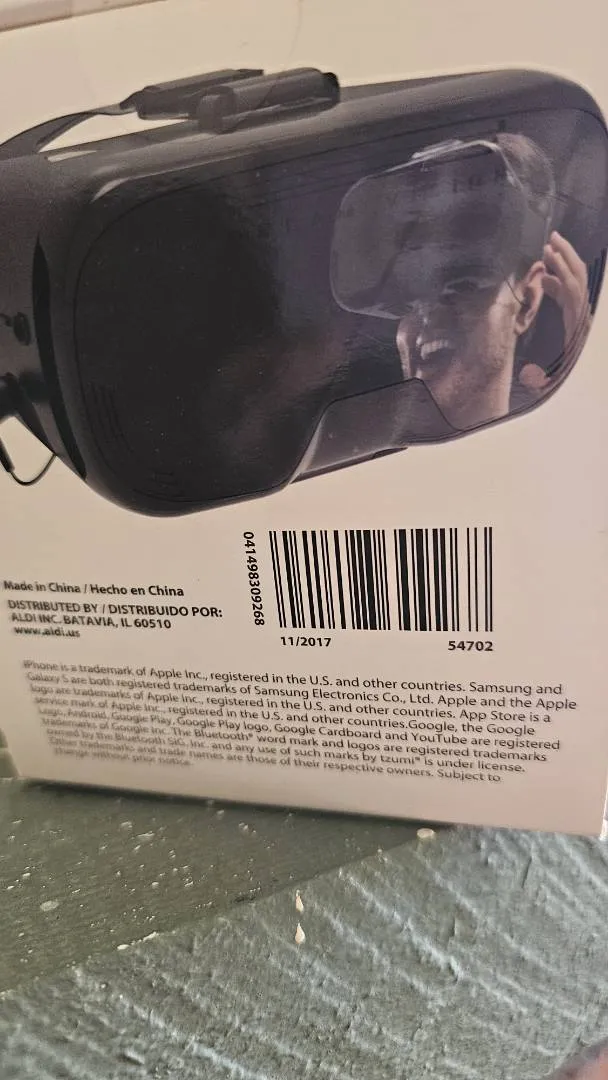 041498309268
11/2017
54702
Made in China / Hecho en China
DISTRIBUTED BY / DISTRIBUIDO POR:
ALDI INC. BATAVIA, IL 60510
www.aldi.us
iPhone is a trademark of Apple Inc., registered in the U.S. and other countries. Samsung and
Galaxy S are both registered trademarks of Samsung Electronics Co., Ltd. Apple and the Apple
logo are trademarks of Apple Inc., registered in the U.S. and other countries. App Store is a
service mark of Apple Inc., registered in the U.S. and other countries.Google, the Google
Logo, Android, Google Play, Google Play logo, Google Cardboard and YouTube are registered
trademarks of Google Inc. The Bluetooth® word mark and logos are registered trademarks
owned by the Bluetooth SIG, Inc. and any use of such marks by tzumi® is under license.
Other trademarks and trade names are those of their respective owners. Subject to
change without prior notice.